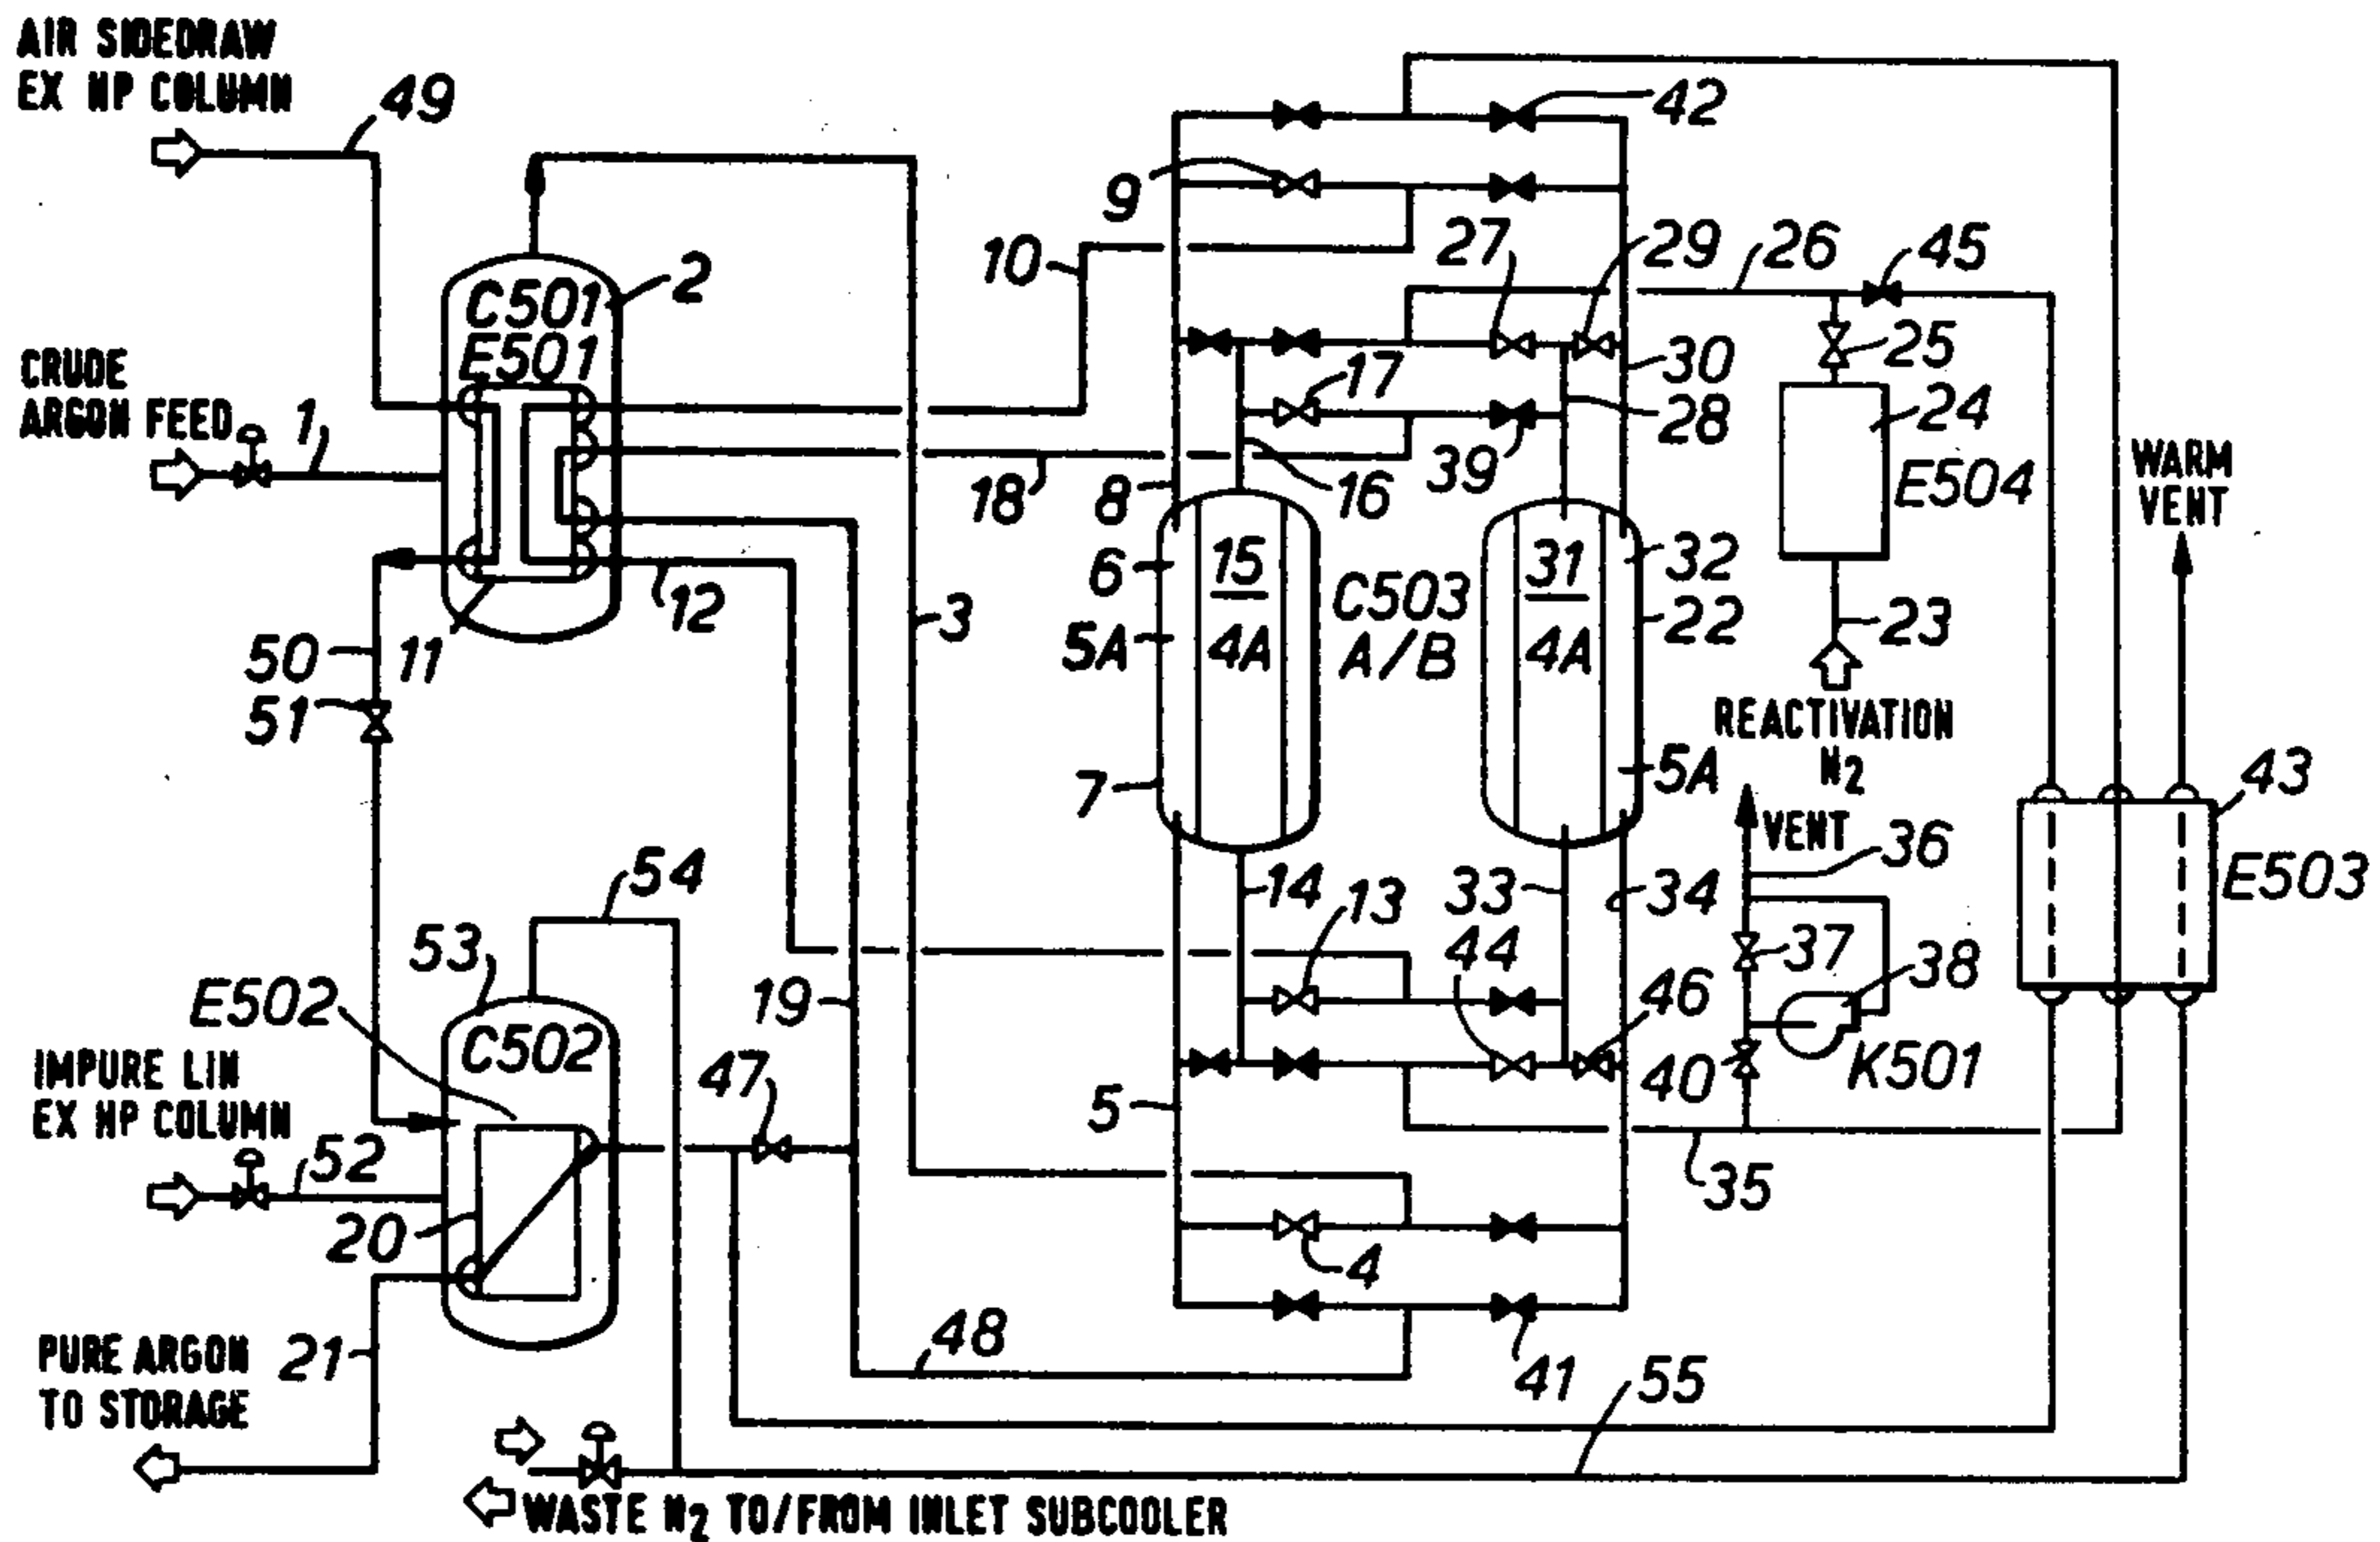 AIR SIDEDRAW
EX HP COLUMN
49
CRUDE
ARGON FEED
1
C501
E501
2
50
11
51
12
3
10
18
19
9
42
27
29
26
45
17
30
25
28
39
16
24
E504
8
6
15
31
32
5A
4A
C503
A/B
4A
22
23
REACTIVATION
N2
7
5A
WARM
VENT
43
VENT
36
E503
14
13
33
34
44
46
37
38
40
K501
54
53
E502
C502
IMPURE LIN
EX HP COLUMN
52
47
5
35
20
4
PURE ARGON
TO STORAGE
21
48
41
55
WASTE N2 TO/FROM INLET SUBCOOLER